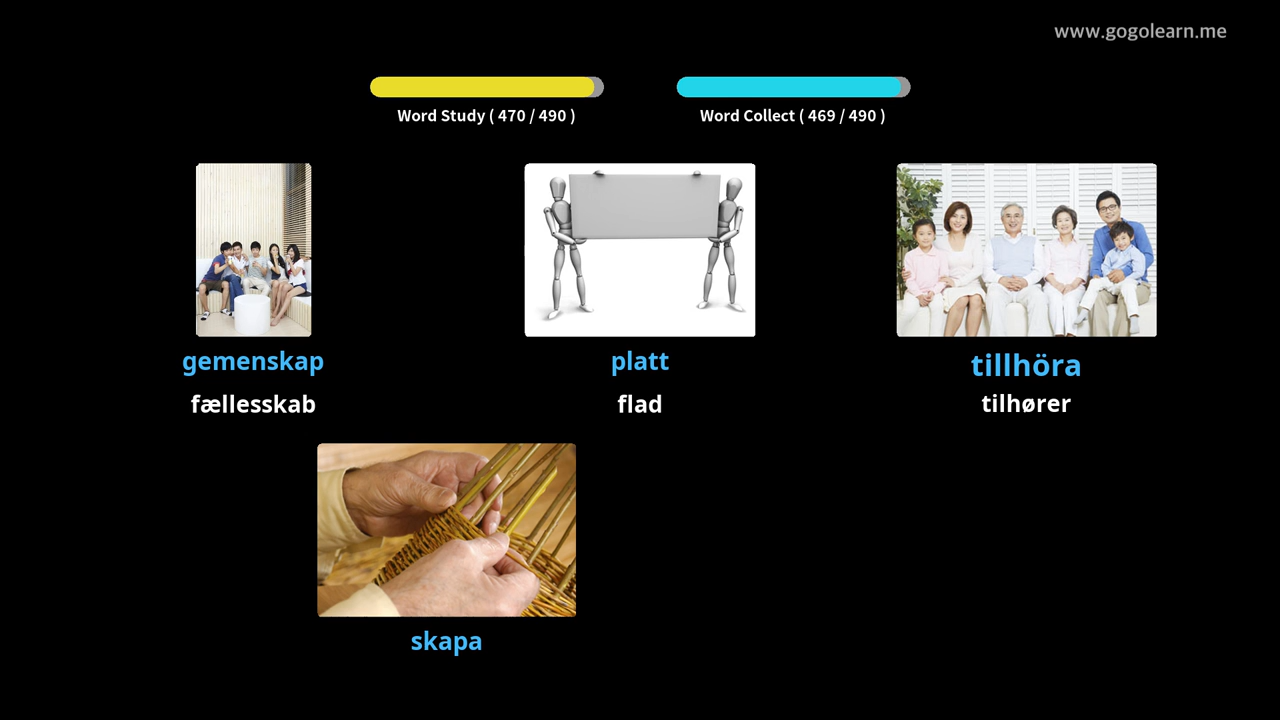 www.gogolearn.me
Word Study ( 470 / 490 )
Word Collect ( 469 / 490 )
gemenskap
platt
tillhöra
fællesskab
flad
tilhører
skapa